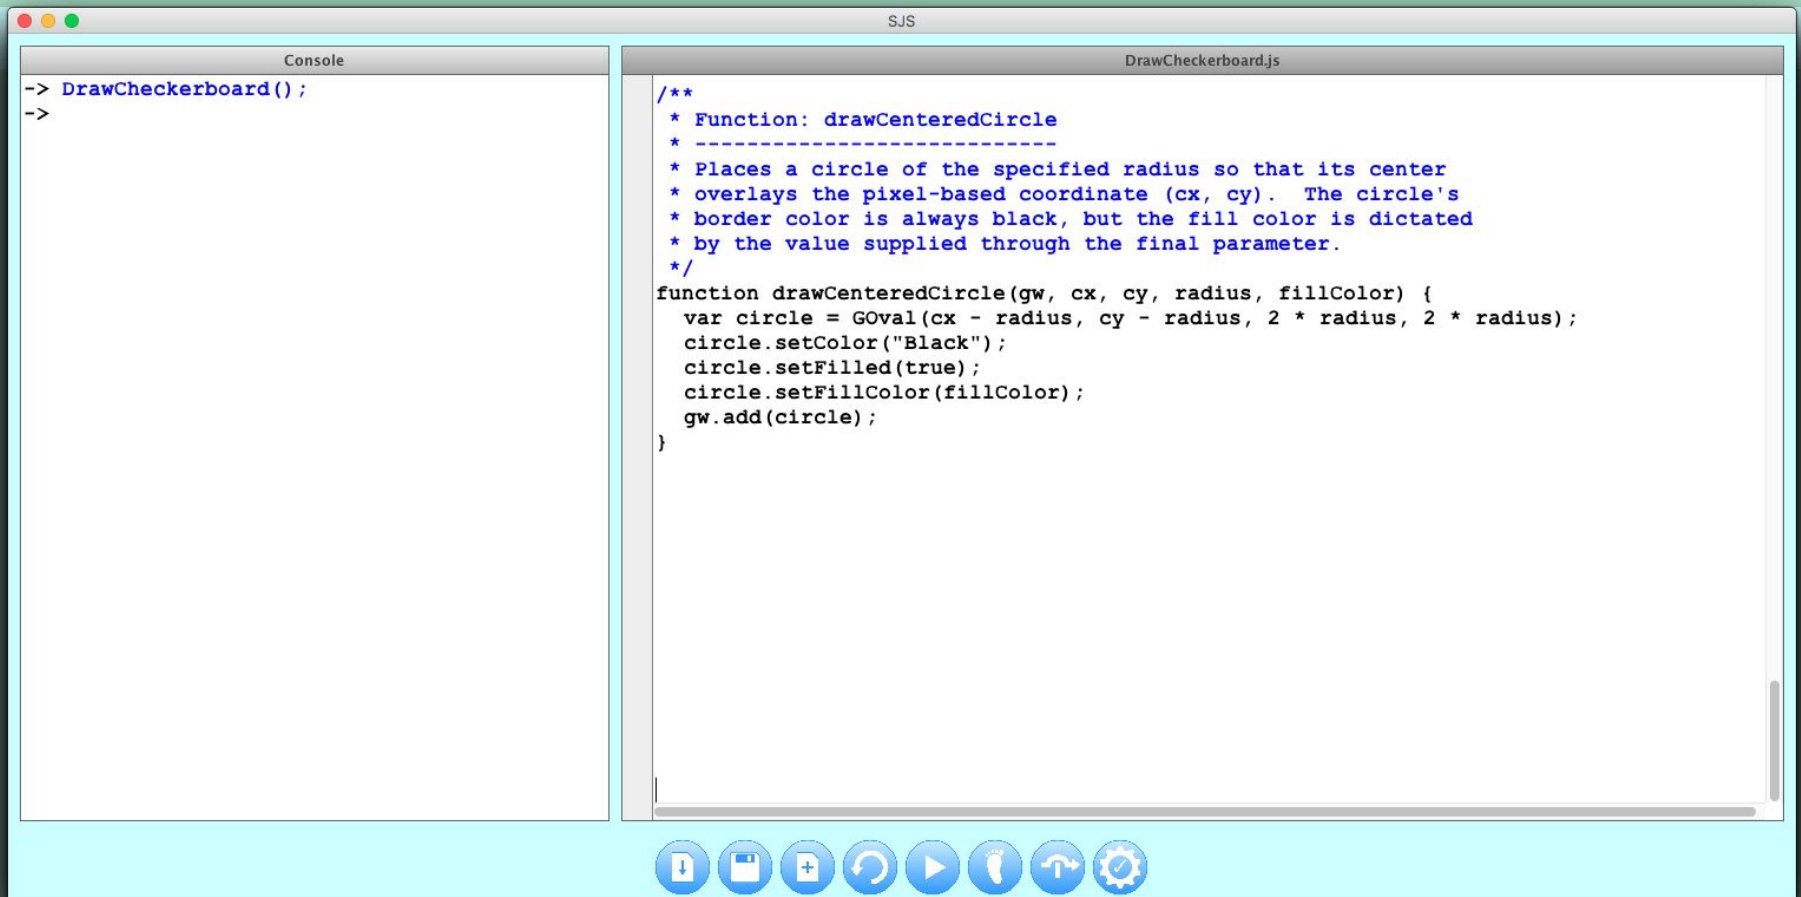 SJS
Console
-> DrawCheckerboard();
->
DrawCheckerboard.js
/**
 * Function: drawCenteredCircle
 * ----------------------------
 * Places a circle of the specified radius so that its center
 * overlays the pixel-based coordinate (cx, cy).  The circle's
 * border color is always black, but the fill color is dictated
 * by the value supplied through the final parameter.
 */
function drawCenteredCircle(gw, cx, cy, radius, fillColor) {
  var circle = GOval(cx - radius, cy - radius, 2 * radius, 2 * radius);
  circle.setColor("Black");
  circle.setFilled(true);
  circle.setFillColor(fillColor);
  gw.add(circle);
}